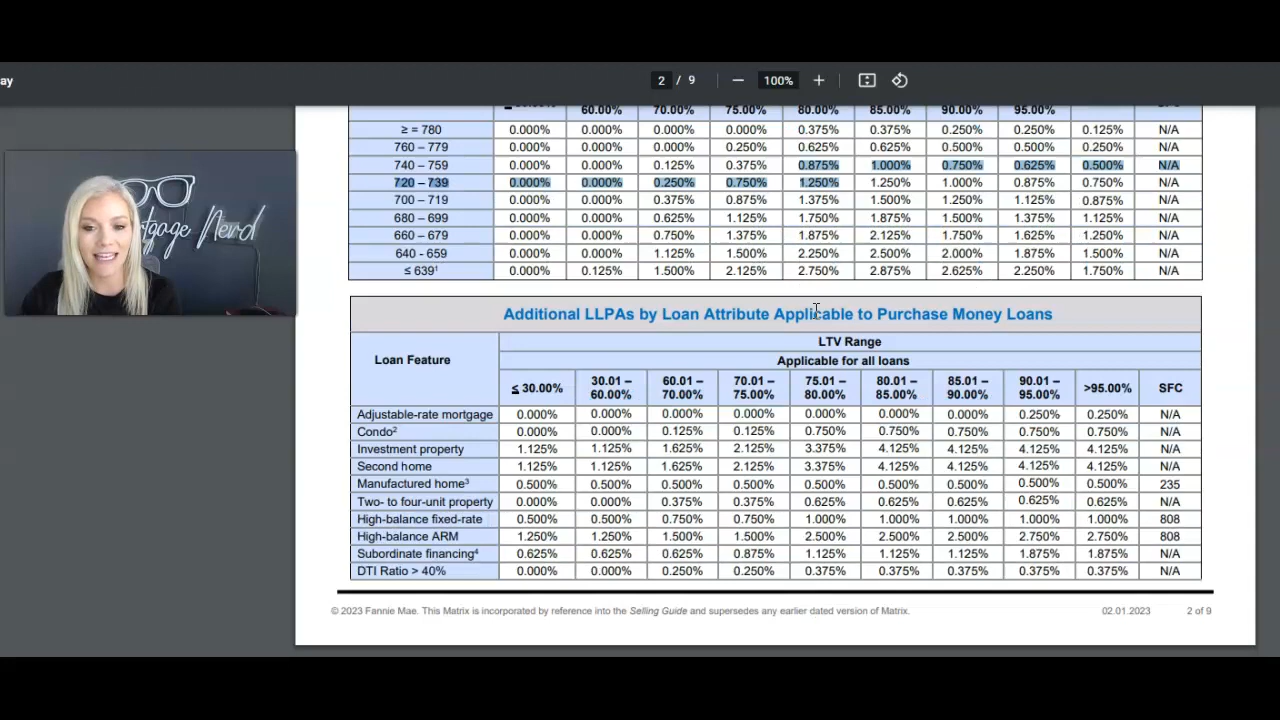 ay
2 / 9 − 100% +
60.00% 70.00% 75.00% 80.00% 85.00% 90.00% 95.00%
≥ = 780 0.000% 0.000% 0.000% 0.000% 0.375% 0.375% 0.250% 0.250% 0.125% N/A
760 – 779 0.000% 0.000% 0.000% 0.250% 0.625% 0.625% 0.500% 0.500% 0.250% N/A
740 – 759 0.000% 0.000% 0.125% 0.375% 0.875% 1.000% 0.750% 0.625% 0.500% N/A
720 – 739 0.000% 0.000% 0.250% 0.750% 1.250% 1.250% 1.000% 0.875% 0.750% N/A
700 – 719 0.000% 0.000% 0.375% 0.875% 1.375% 1.500% 1.250% 1.125% 0.875% N/A
680 – 699 0.000% 0.000% 0.625% 1.125% 1.750% 1.875% 1.500% 1.375% 1.125% N/A
660 – 679 0.000% 0.000% 0.750% 1.375% 1.875% 2.125% 1.750% 1.625% 1.250% N/A
640 - 659 0.000% 0.000% 1.125% 1.500% 2.250% 2.500% 2.000% 1.875% 1.500% N/A
≤ 639¹ 0.000% 0.125% 1.500% 2.125% 2.750% 2.875% 2.625% 2.250% 1.750% N/A
tgage Nerd
Additional LLPAs by Loan Attribute Applicable to Purchase Money Loans
LTV Range
Loan Feature
Applicable for all loans
≤ 30.00% 30.01 – 60.00% 60.01 – 70.00% 70.01 – 75.00% 75.01 – 80.00% 80.01 – 85.00% 85.01 – 90.00% 90.01 – 95.00% >95.00% SFC
Adjustable-rate mortgage 0.000% 0.000% 0.000% 0.000% 0.000% 0.000% 0.000% 0.250% 0.250% N/A
Condo² 0.000% 0.000% 0.125% 0.125% 0.750% 0.750% 0.750% 0.750% 0.750% N/A
Investment property 1.125% 1.125% 1.625% 2.125% 3.375% 4.125% 4.125% 4.125% 4.125% N/A
Second home 1.125% 1.125% 1.625% 2.125% 3.375% 4.125% 4.125% 4.125% 4.125% N/A
Manufactured home³ 0.500% 0.500% 0.500% 0.500% 0.500% 0.500% 0.500% 0.500% 0.500% 235
Two- to four-unit property 0.000% 0.000% 0.375% 0.375% 0.625% 0.625% 0.625% 0.625% 0.625% N/A
High-balance fixed-rate 0.500% 0.500% 0.750% 0.750% 1.000% 1.000% 1.000% 1.000% 1.000% 808
High-balance ARM 1.250% 1.250% 1.500% 1.500% 2.500% 2.500% 2.500% 2.750% 2.750% 808
Subordinate financing⁴ 0.625% 0.625% 0.625% 0.875% 1.125% 1.125% 1.125% 1.875% 1.875% N/A
DTI Ratio > 40% 0.000% 0.000% 0.250% 0.250% 0.375% 0.375% 0.375% 0.375% 0.375% N/A
© 2023 Fannie Mae. This Matrix is incorporated by reference into the Selling Guide and supersedes any earlier dated version of Matrix. 02.01.2023 2 of 9